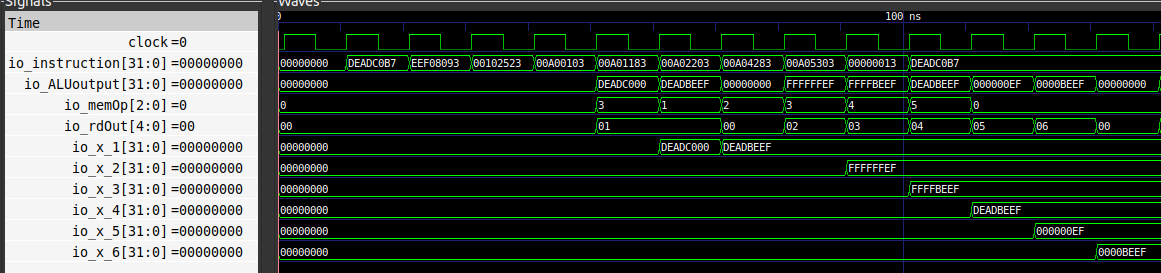 Signals Waves
Time 0 100 ns
clock=0
io_instruction[31:0]=00000000 00000000 DEADC0B7 EEF08093 00102523 00A00103 00A01183 00A02203 00A04283 00A05303 00000013 DEADC0B7
io_ALUoutput[31:0]=00000000 00000000 DEADC000 DEADBEEF 00000000 FFFFFFEF FFFFBEEF DEADBEEF 000000EF 0000BEEF 00000000
io_memOp[2:0]=0 0 3 1 2 3 4 5 0
io_rdOut[4:0]=00 00 01 00 02 03 04 05 06 00
io_x_1[31:0]=00000000 00000000 DEADC000 DEADBEEF
io_x_2[31:0]=00000000 00000000 FFFFFFEF
io_x_3[31:0]=00000000 00000000 FFFFBEEF
io_x_4[31:0]=00000000 00000000 DEADBEEF
io_x_5[31:0]=00000000 00000000 000000EF
io_x_6[31:0]=00000000 00000000 0000BEEF